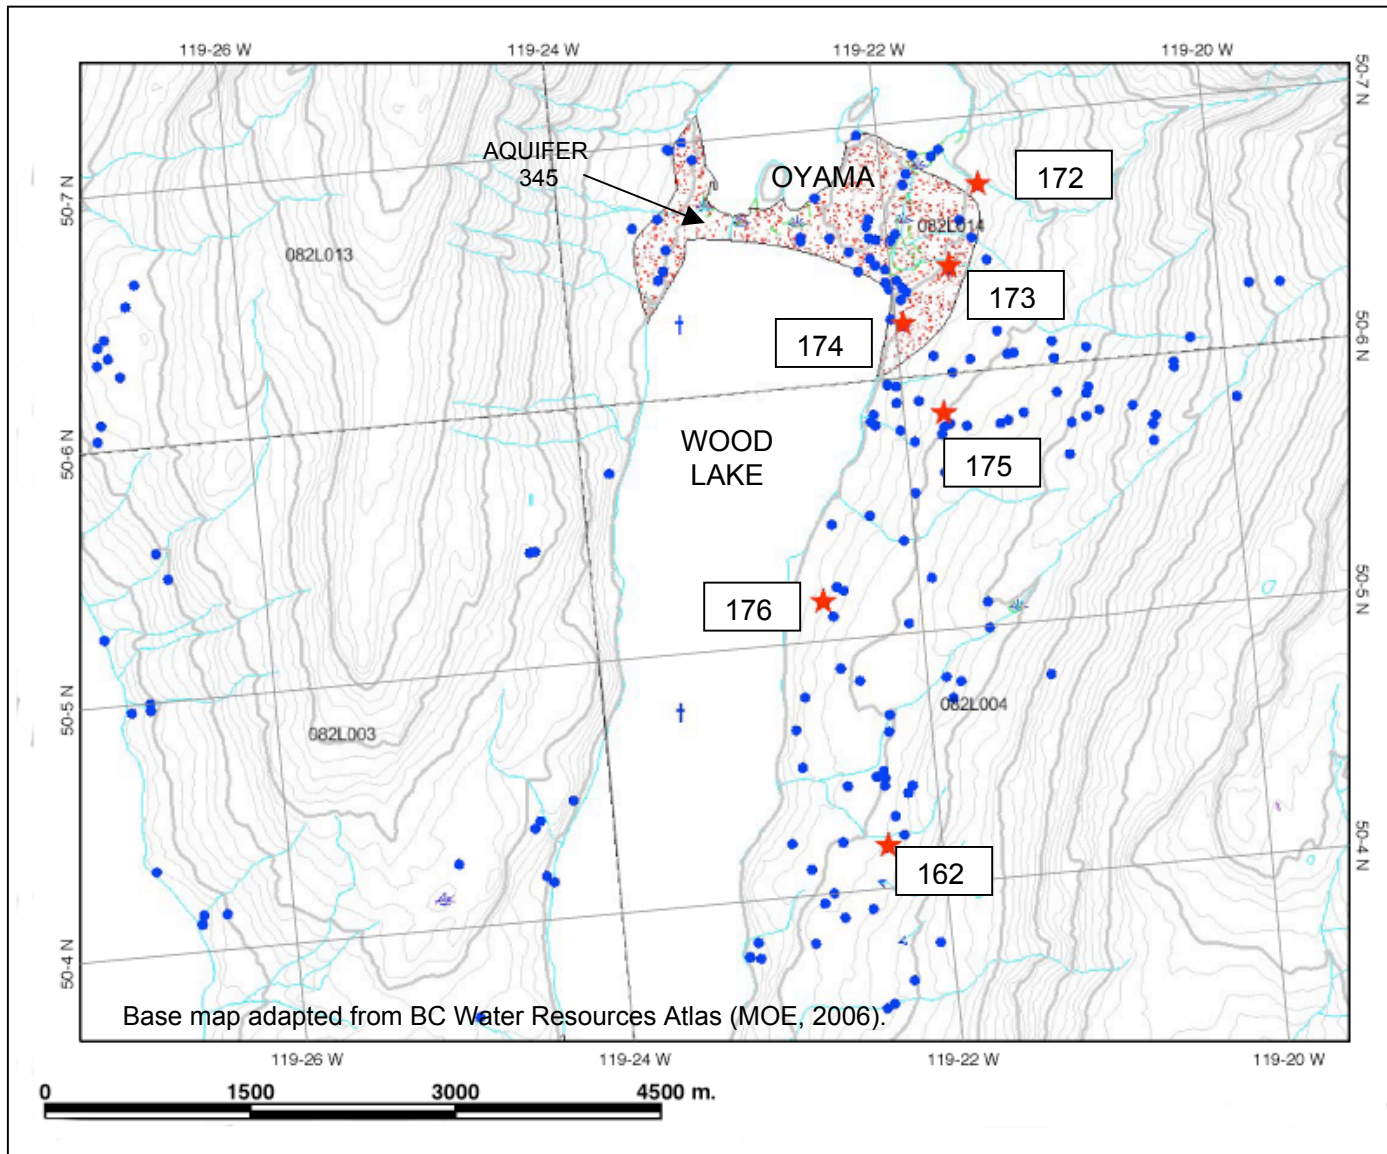 119-26 W
119-24 W
119-22 W
119-20 W
50-7 N
AQUIFER
345
OYAMA
172
50-7 N
082L013
082L014
173
174
50-6 N
50-6 N
WOOD
LAKE
175
176
50-5 N
50-5 N
082L003
082L004
162
50-4 N
50-4 N
Base map adapted from BC Water Resources Atlas (MOE, 2006).
119-26 W
119-24 W
119-22 W
119-20 W
0
1500
3000
4500 m.